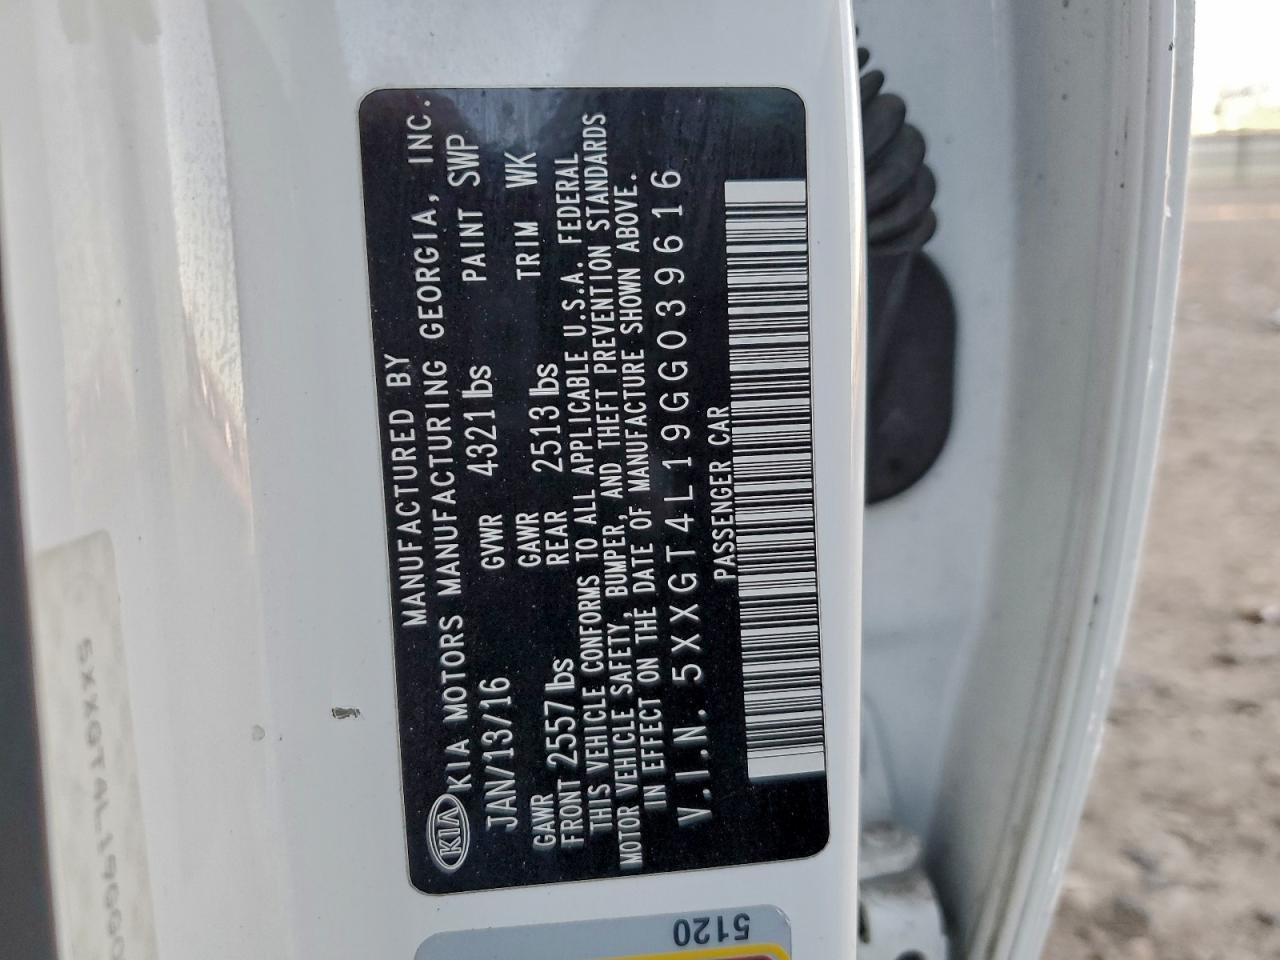 MANUFACTURED BY
KIA KIA MOTORS MANUFACTURING GEORGIA, INC.
JAN/13/16 GVWR 4321 lbs PAINT SWP
GAWR FRONT 2557 lbs GAWR REAR 2513 lbs TRIM WK
THIS VEHICLE CONFORMS TO ALL APPLICABLE U.S.A. FEDERAL
MOTOR VEHICLE SAFETY, BUMPER, AND THEFT PREVENTION STANDARDS
IN EFFECT ON THE DATE OF MANUFACTURE SHOWN ABOVE.
V.I.N. 5XXGT4L19GG039616
PASSENGER CAR
5120
5XXGT4L19GG0